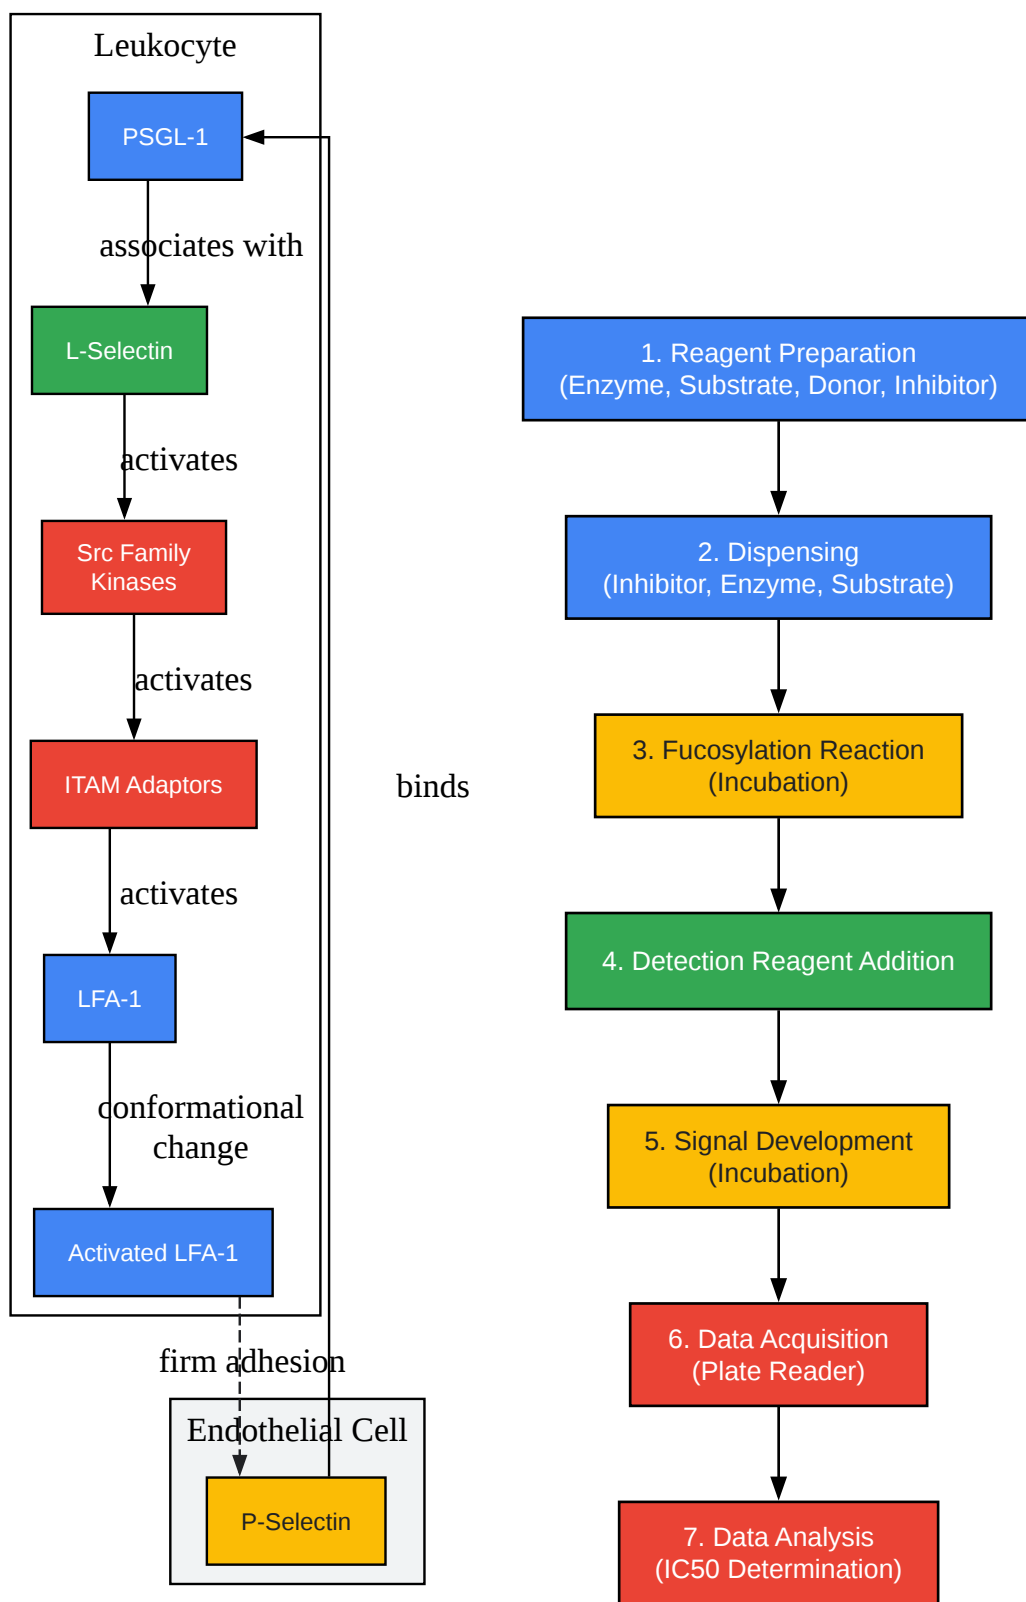 Leukocyte
PSGL-1
associates with
L-Selectin
activates
Src Family
Kinases
activates
ITAM Adaptors
activates
LFA-1
conformational
change
Activated LFA-1
firm adhesion
Endothelial Cell
P-Selectin
binds
1. Reagent Preparation
(Enzyme, Substrate, Donor, Inhibitor)
2. Dispensing
(Inhibitor, Enzyme, Substrate)
3. Fucosylation Reaction
(Incubation)
4. Detection Reagent Addition
5. Signal Development
(Incubation)
6. Data Acquisition
(Plate Reader)
7. Data Analysis
(IC50 Determination)